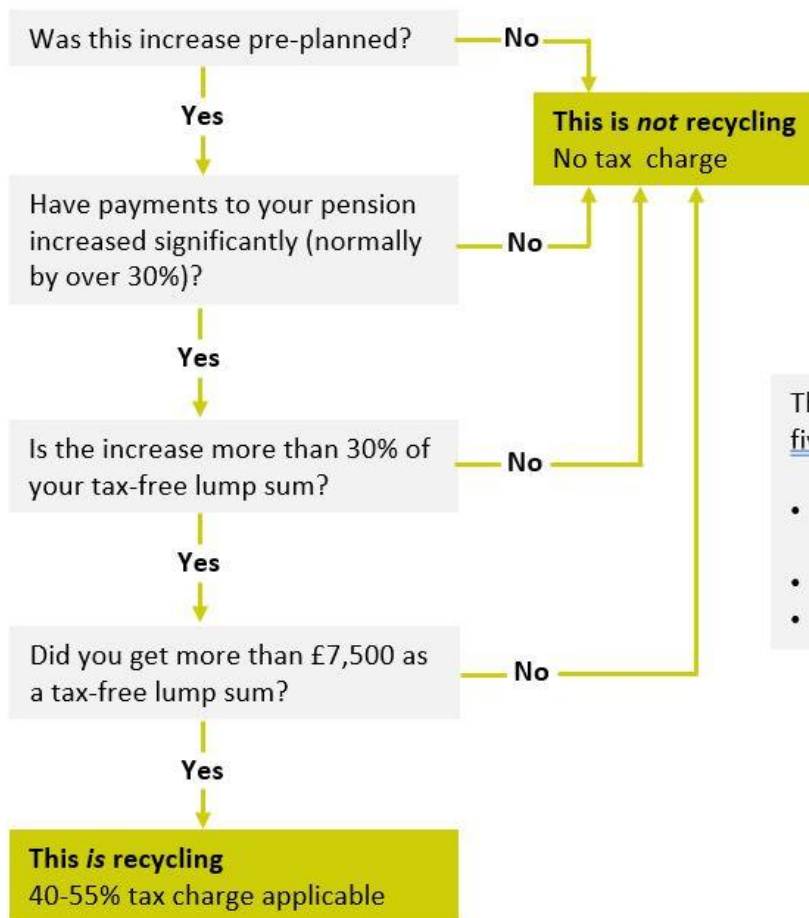 Was this increase pre-planned?
No
Yes
This is not recycling
No tax charge
Have payments to your pension
increased significantly (normally
by over 30%)?
No
Yes
Is the increase more than 30% of
your tax-free lump sum?
No
Yes
Did you get more than £7,500 as
a tax-free lump sum?
No
Yes
This is recycling
40-55% tax charge applicable